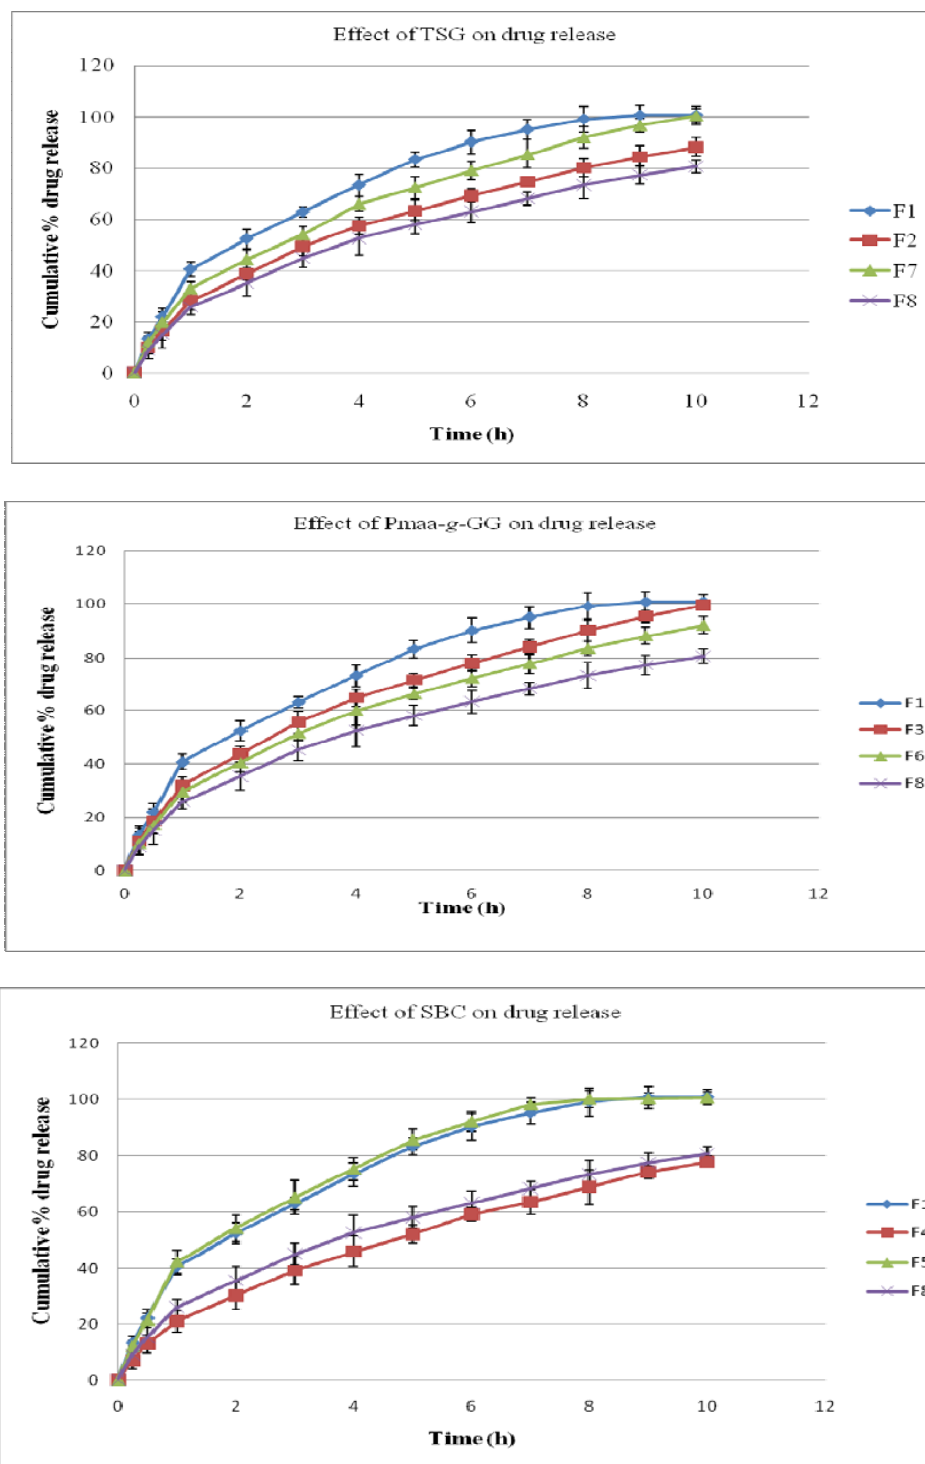 Effect of TSG on drug release
Cumulative % drug release
120
100
80
60
40
20
0
0 2 4 6 8 10 12
Time (h)
F1
F2
F7
F8
Effect of Pmaa-g-GG on drug release
Cumulative % drug release
120
100
80
60
40
20
0
0 2 4 6 8 10 12
Time (h)
F1
F3
F6
F8
Effect of SBC on drug release
Cumulative % drug release
120
100
80
60
40
20
0
0 2 4 6 8 10 12
Time (h)
F1
F4
F5
F8